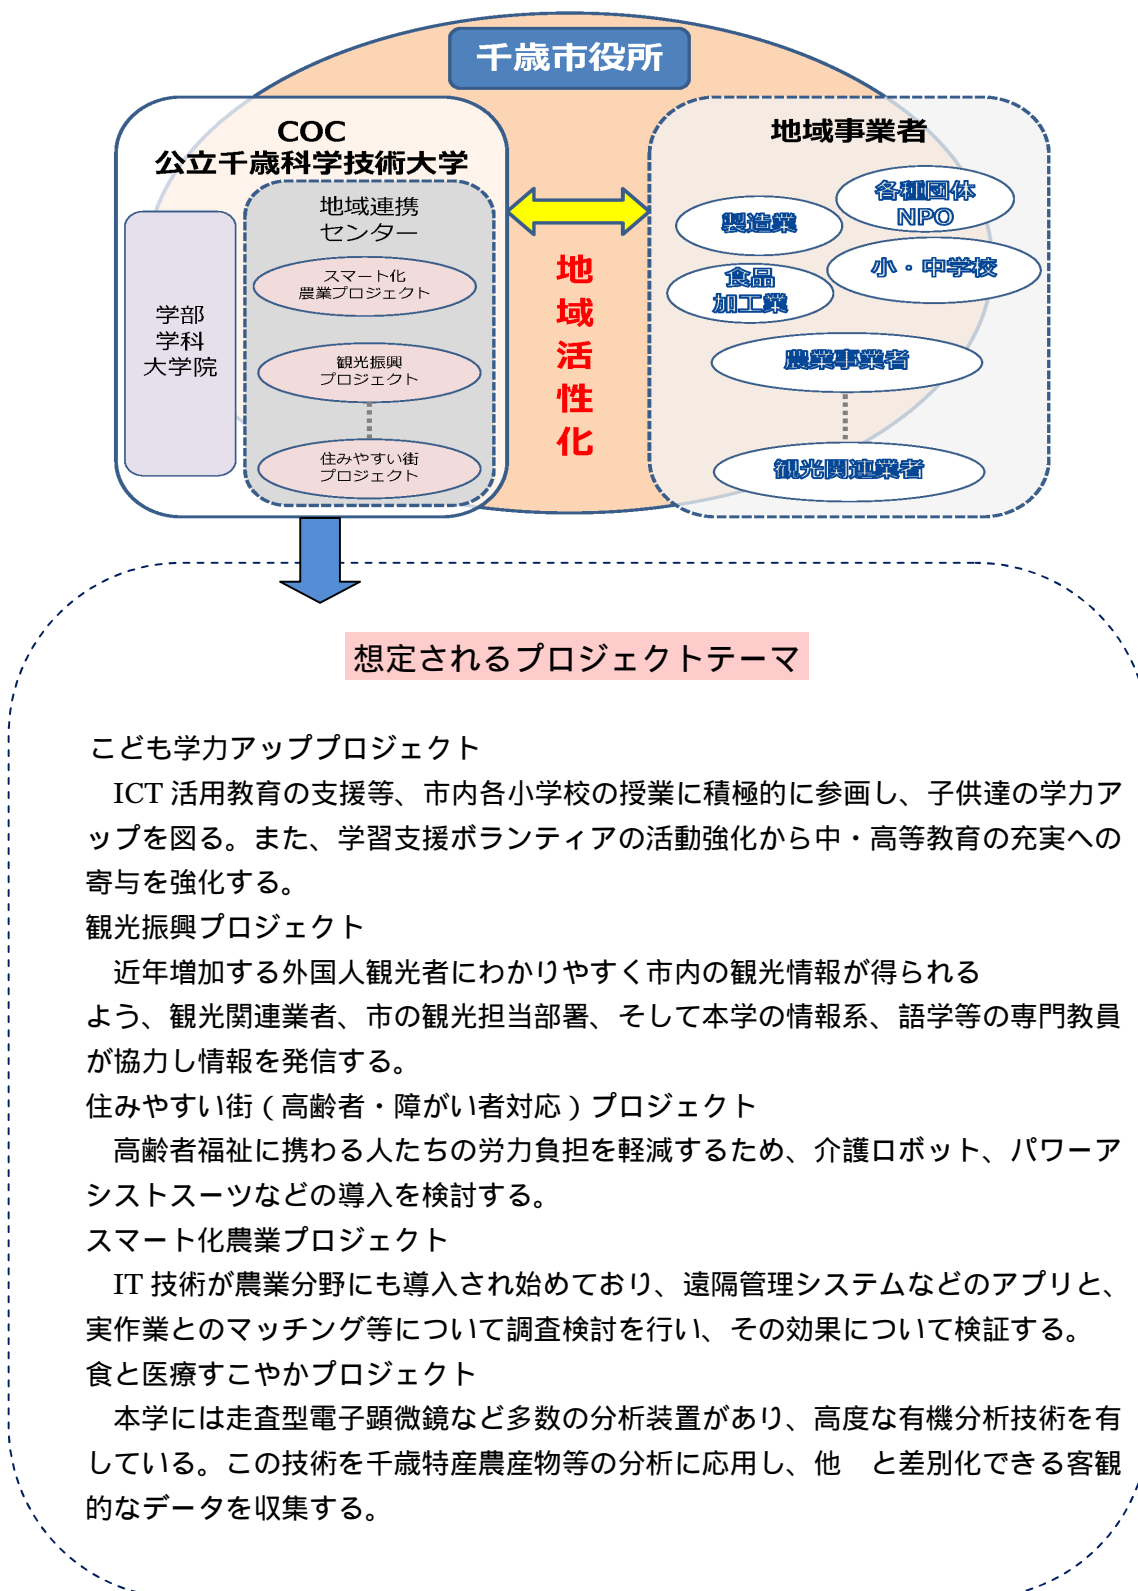 千歳市役所
COC
公立千歳科学技術大学
地域連携
センター
スマート化
農業プロジェクト
観光振興
プロジェクト
住みやすい街
プロジェクト
学部
学科
大学院
地域活性化
地域事業者
各種団体
NPO
製造業
小・中学校
食品
加工業
農業事業者
観光関連業者
想定されるプロジェクトテーマ
こども学力アッププロジェクト
ICT 活用教育の支援等、市内各小学校の授業に積極的に参画し、子供達の学力ア
ップを図る。また、学習支援ボランティアの活動強化から中・高等教育の充実への
寄与を強化する。
観光振興プロジェクト
近年増加する外国人観光者にわかりやすく市内の観光情報が得られる
よう、観光関連業者、市の観光担当部署、そして本学の情報系、語学等の専門教員
が協力し情報を発信する。
住みやすい街（高齢者・障がい者対応）プロジェクト
高齢者福祉に携わる人たちの労力負担を軽減するため、介護ロボット、パワーア
シストスーツなどの導入を検討する。
スマート化農業プロジェクト
IT 技術が農業分野にも導入され始めており、遠隔管理システムなどのアプリと、
実作業とのマッチング等について調査検討を行い、その効果について検証する。
食と医療すこやかプロジェクト
本学には走査型電子顕微鏡など多数の分析装置があり、高度な有機分析技術を有
している。この技術を千歳特産農産物等の分析に応用し、他　と差別化できる客観
的なデータを収集する。